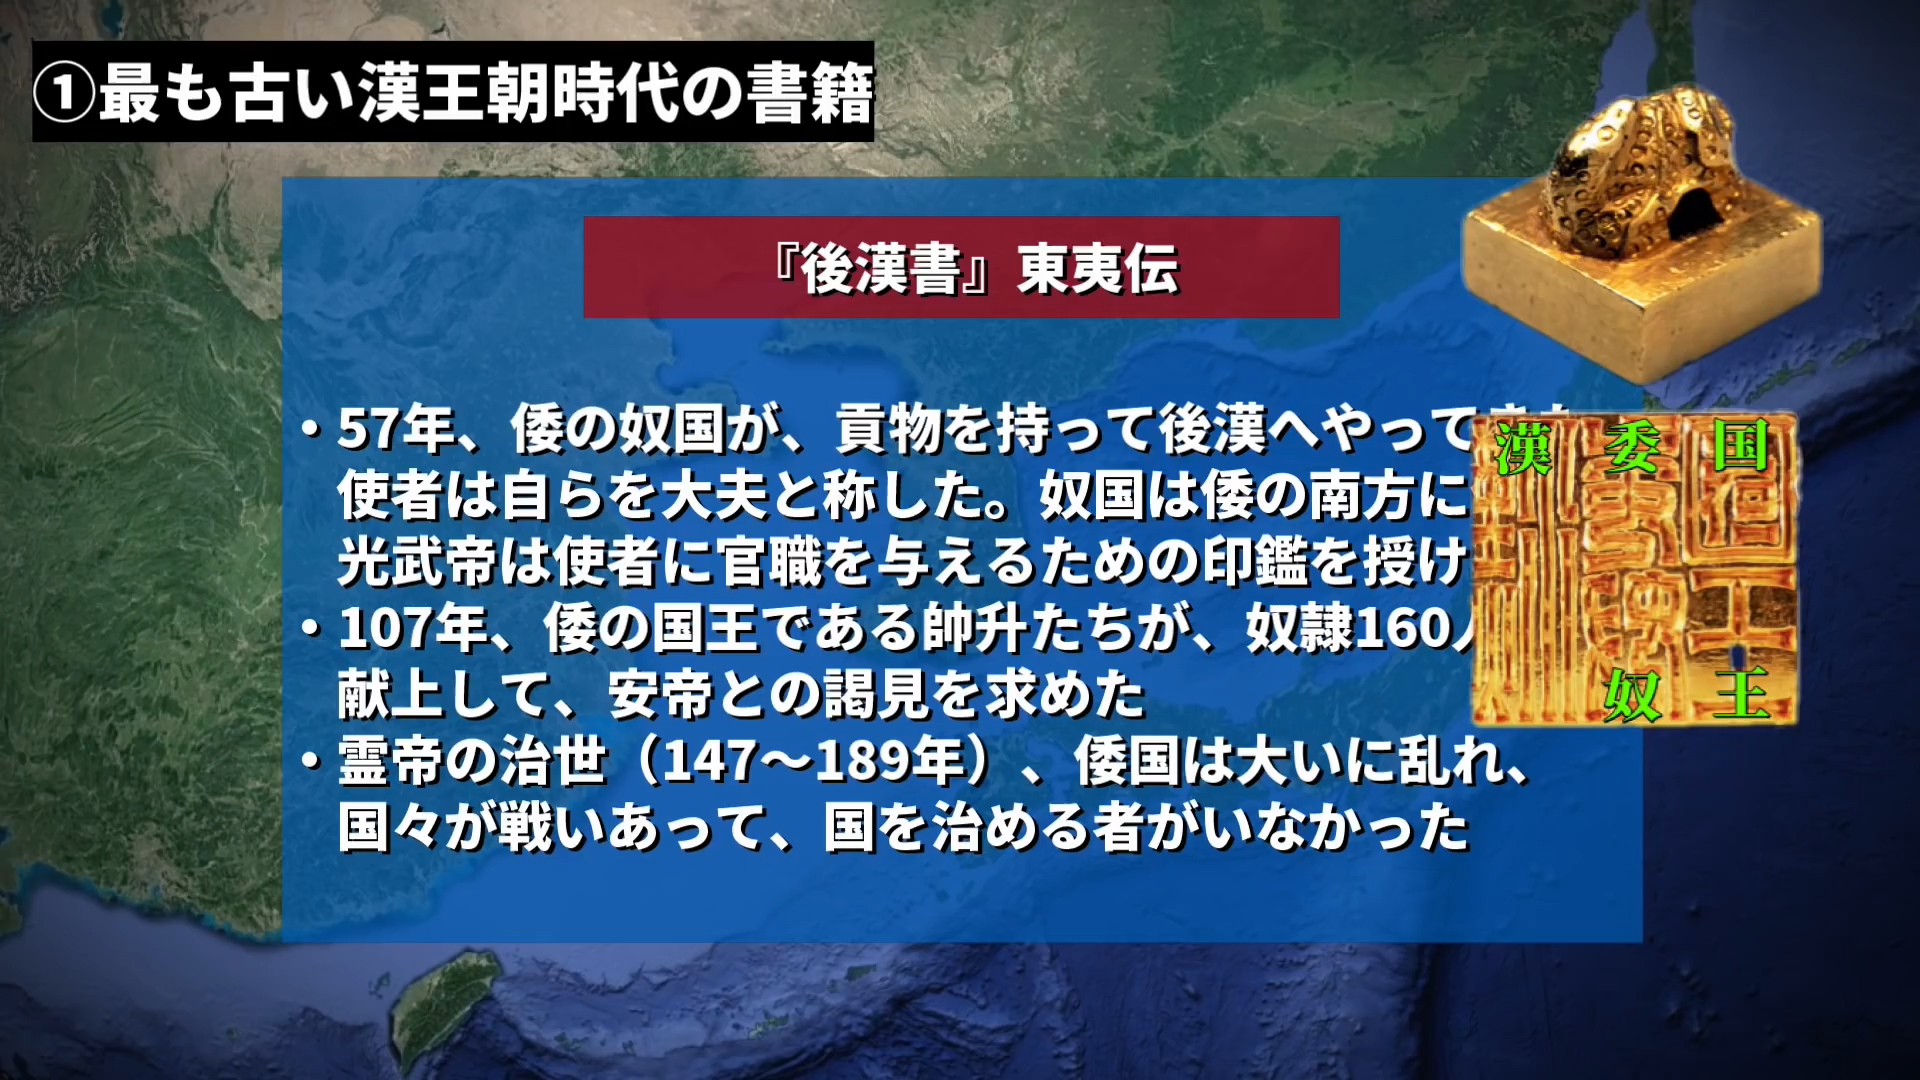 ①最も古い漢王朝時代の書籍
『後漢書』東夷伝
・57年、倭の奴国が、貢物を持って後漢へやって
使者は自らを大夫と称した。奴国は倭の南方に
光武帝は使者に官職を与えるための印鑑を授け
・107年、倭の国王である帥升たちが、奴隷160人
献上して、安帝との謁見を求めた
・霊帝の治世（147～189年）、倭国は大いに乱れ、
国々が戦いあって、国を治める者がいなかった
漢 委 国
奴 王